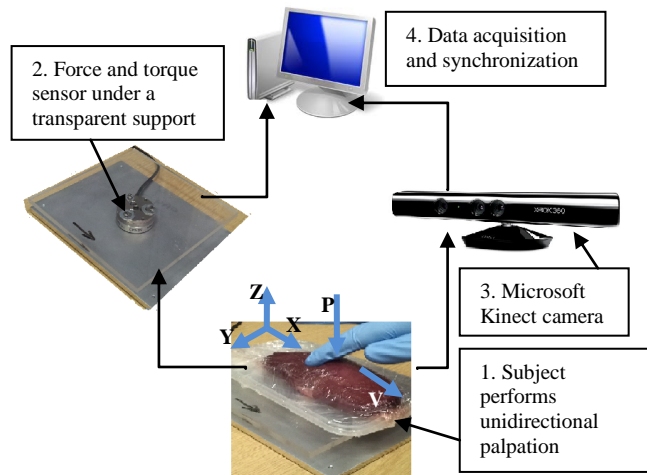 4. Data acquisition
and synchronization
2. Force and torque
sensor under a
transparent support
XBOX360
3. Microsoft
Kinect camera
Z
P
X
Y
V
1. Subject
performs
unidirectional
palpation